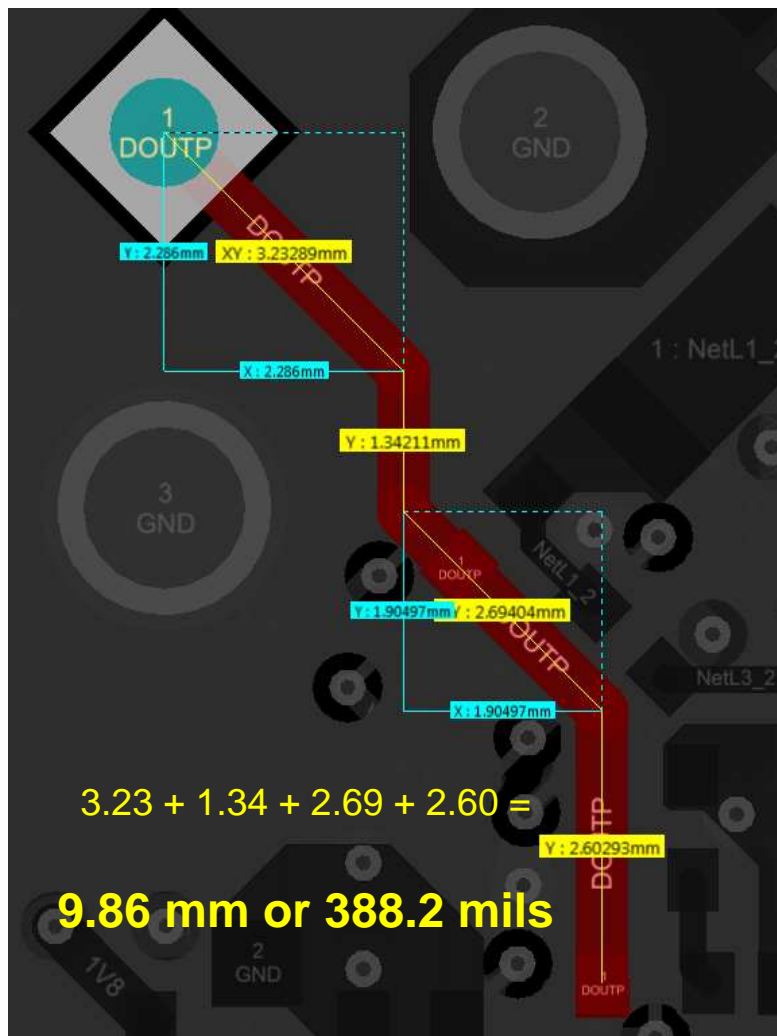 1
DOUTP
2
GND
DOUTP
Y : 2.286mm
XY : 3.23289mm
X : 2.286mm
1 : NetL1_2
Y : 1.34211mm
3
GND
1
DOUTP
NetL1_2
Y : 1.90497mm
Y : 2.69404mm
DOUTP
NetL3_2
X : 1.90497mm
3.23 + 1.34 + 2.69 + 2.60 =
DOUTP
Y : 2.60293mm
9.86 mm or 388.2 mils
2
GND
1V8
1
DOUTP